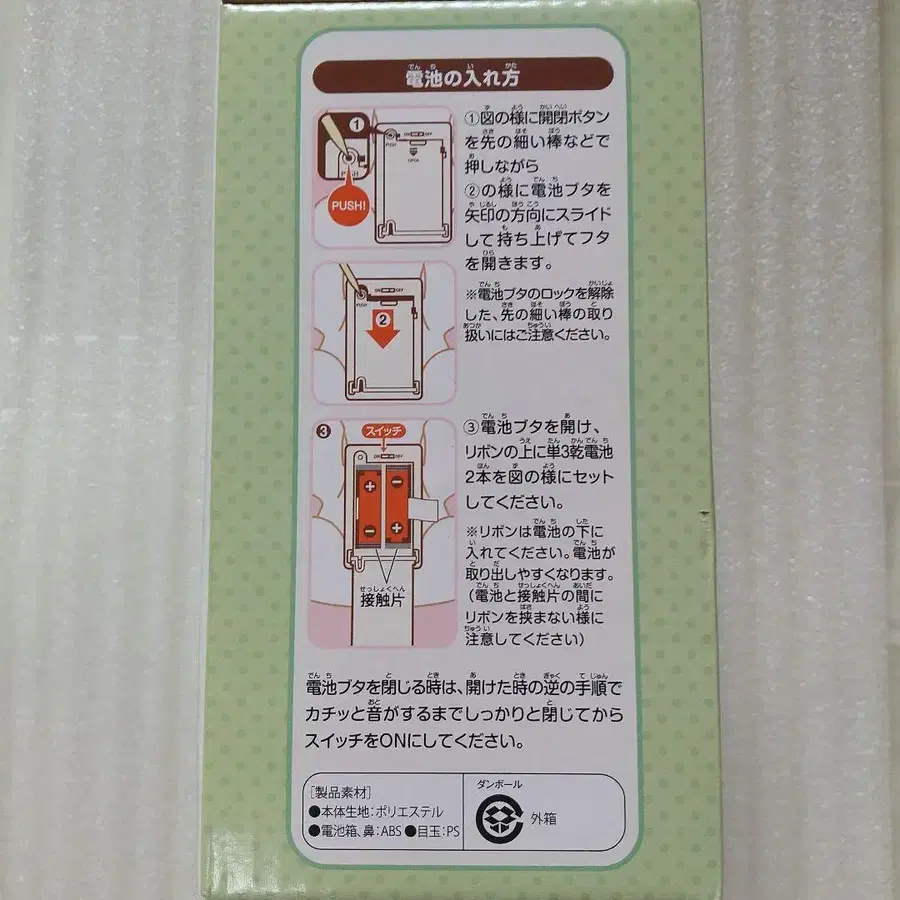 電池の入れ方
①図の様に開閉ボタン
を先の細い棒などで
押しながら
②の様に電池ブタを
矢印の方向にスライド
して持ち上げてフタ
を開きます。
※電池ブタのロックを解除
した、先の細い棒の取り
扱いにはご注意ください。
① PUSH!
ON OFF
PUSH
OPEN
ON OFF
PUSH
②
③ スイッチ
ON OFF
+ −
− +
接触片
③電池ブタを開け、
リボンの上に単3乾電池
2本を図の様にセット
してください。
※リボンは電池の下に
入れてください。電池が
取り出しやすくなります。
(電池と接触片の間に
リボンを挟まない様に
注意してください)
電池ブタを閉じる時は、開けた時の逆の手順で
カチッと音がするまでしっかりと閉じてから
スイッチをONにしてください。
[製品素材]
●本体生地:ポリエステル
●電池箱、鼻:ABS ●目玉:PS
ダンボール
外箱